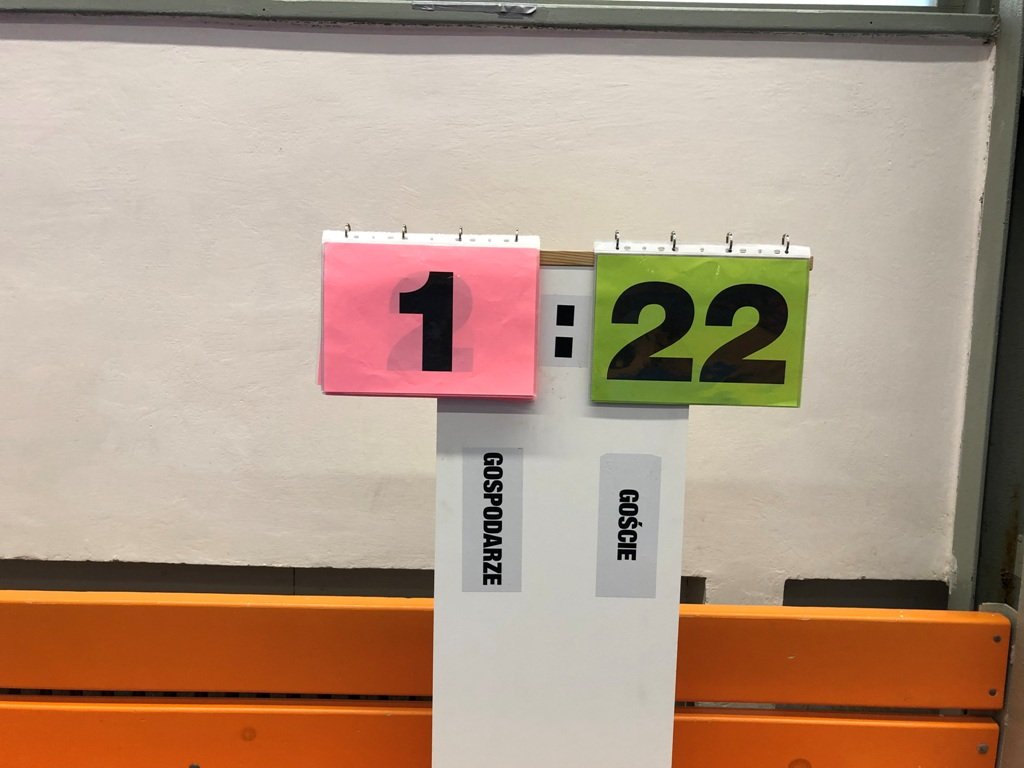 1 : 22
GOSPODARZE
GOŚCIE